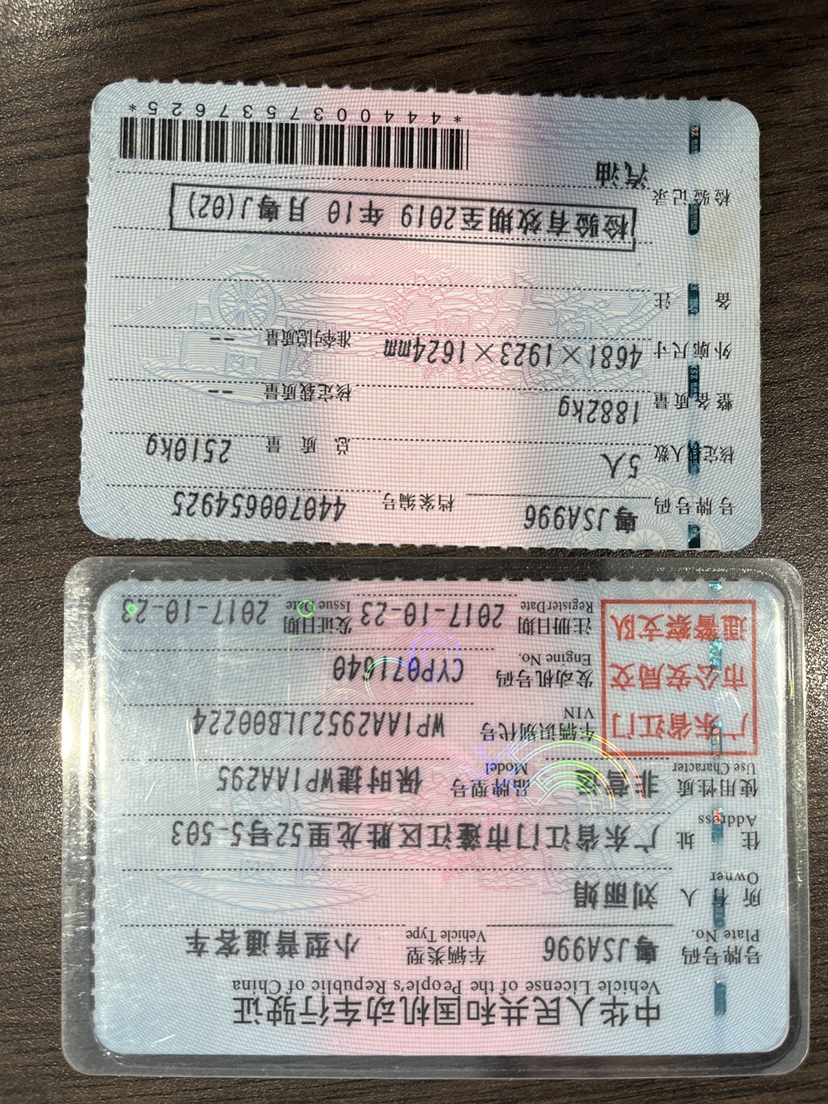 中华人民共和国机动车行驶证
Vehicle License of the People's Republic of China
号牌号码 粤JSA996 车辆类型 小型普通客车
Plate No. Vehicle Type
所有人 刘丽娟
Owner
住址 广东省江门市蓬江区胜龙里52号5-503
Address
使用性质 非营运 品牌型号 保时捷WP1AA295
Use Character Model
广东省江门
市公安局交
通警察支队
车辆识别代号 WP1AA2952JLB00224
VIN
发动机号码 CYP071640
Engine No.
注册日期 2017-10-23 发证日期 2017-10-23
Register Date Issue Date
号牌号码 粤JSA996 档案编号 440700654925
核定人数 5人 总质量 2510kg
整备质量 1882kg 核定载质量 --
外廓尺寸 4681×1923×1624mm 准牵引总质量 --
备注
检验有效期至2019年10月粤J(02)
检验记录
汽油
*4440037537625*